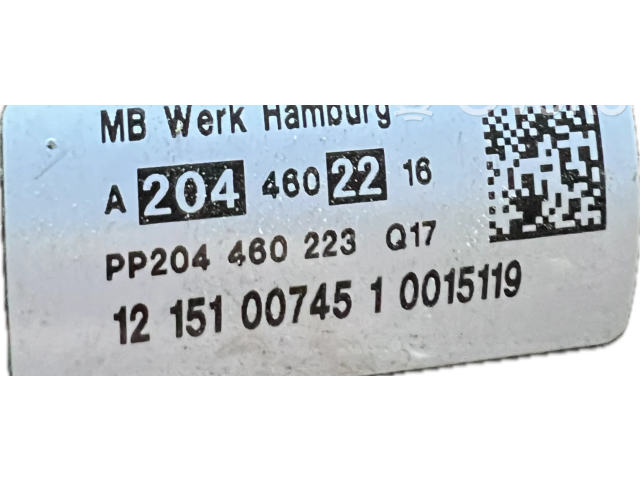 MB Werk Hamburg
A 204 460 22 16
PP204 460 223 Q17
12 151 00745 1 0015119